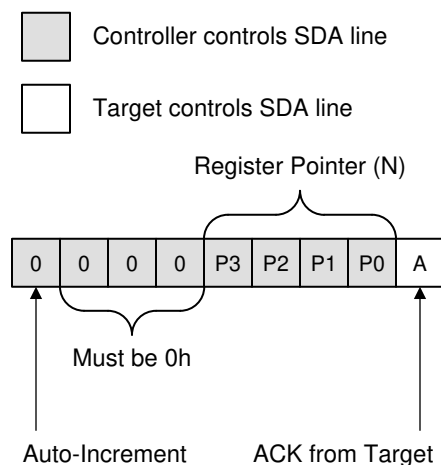 Controller controls SDA line
Target controls SDA line
Register Pointer (N)
0 0 0 0 P3 P2 P1 P0 A
Must be 0h
Auto-Increment ACK from Target